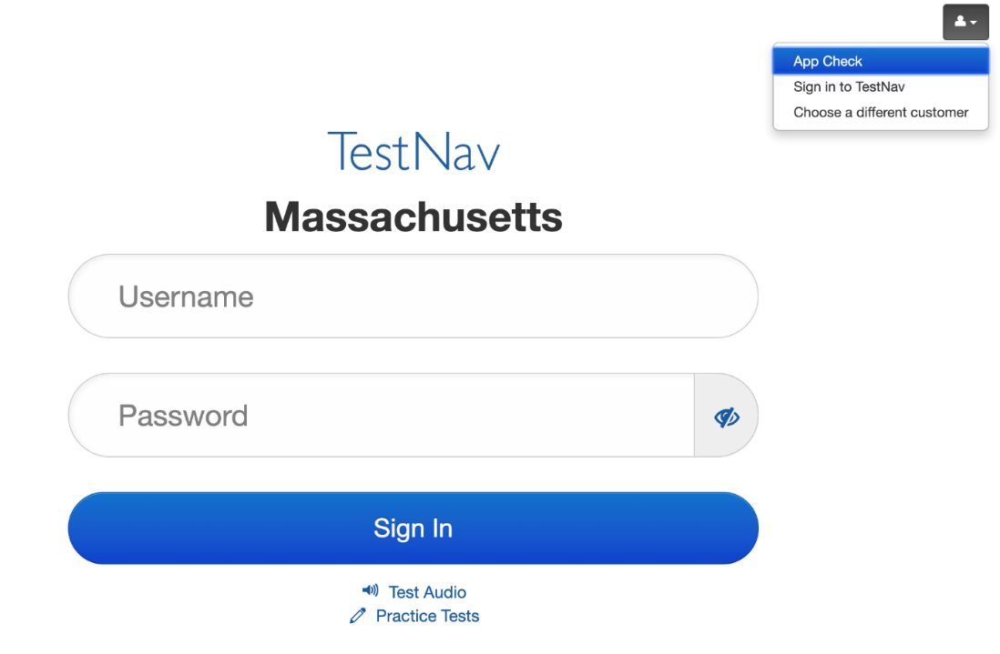 App Check
Sign in to TestNav
Choose a different customer
TestNav
Massachusetts
Username
Password
Sign In
Test Audio
Practice Tests